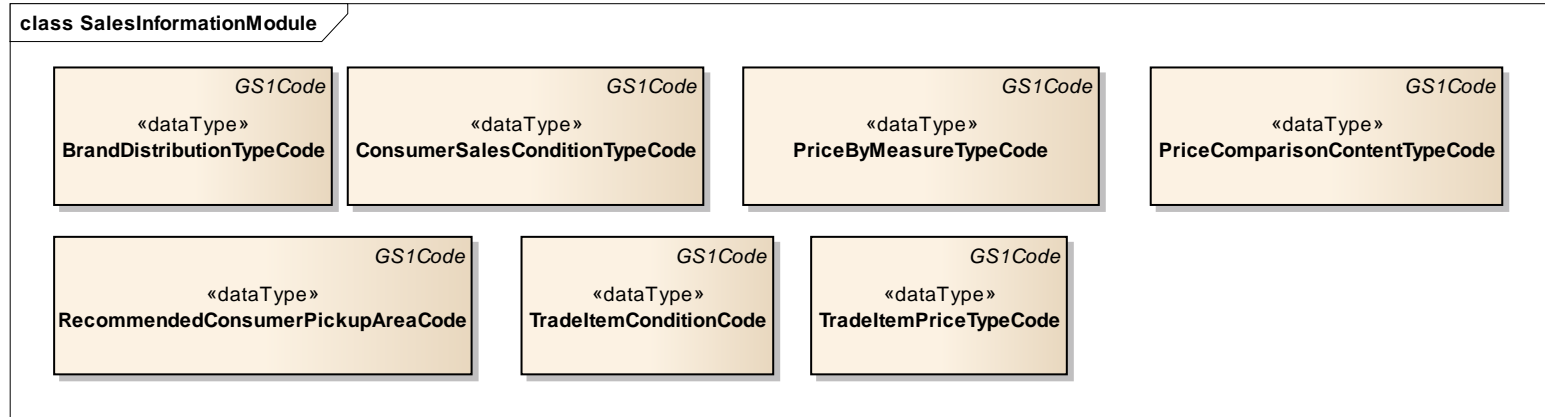 class SalesInformationModule
GS1Code
«dataType»
BrandDistributionTypeCode
GS1Code
«dataType»
ConsumerSalesConditionTypeCode
GS1Code
«dataType»
PriceByMeasureTypeCode
GS1Code
«dataType»
PriceComparisonContentTypeCode
GS1Code
«dataType»
RecommendedConsumerPickupAreaCode
GS1Code
«dataType»
TradeItemConditionCode
GS1Code
«dataType»
TradeItemPriceTypeCode